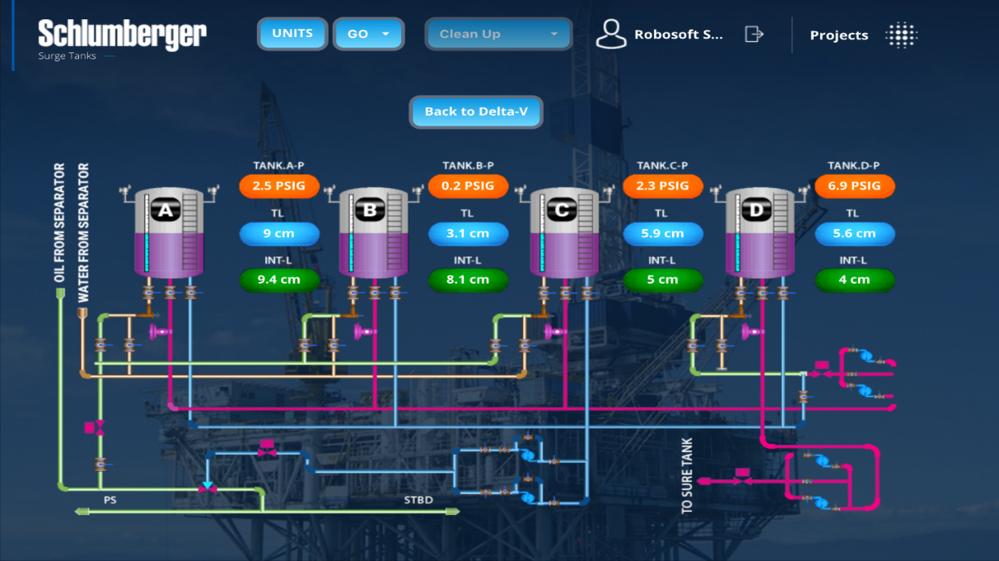 Schlumberger
Surge Tanks
UNITS
GO
Clean Up
Robosoft S...
Projects
Back to Delta-V
OIL FROM SEPARATOR
WATER FROM SEPARATOR
A
TANK.A-P
2.5 PSIG
TL
9 cm
INT-L
9.4 cm
B
TANK.B-P
0.2 PSIG
TL
3.1 cm
INT-L
8.1 cm
C
TANK.C-P
2.3 PSIG
TL
5.9 cm
INT-L
5 cm
D
TANK.D-P
6.9 PSIG
TL
5.6 cm
INT-L
4 cm
PS
STBD
TO SURE TANK